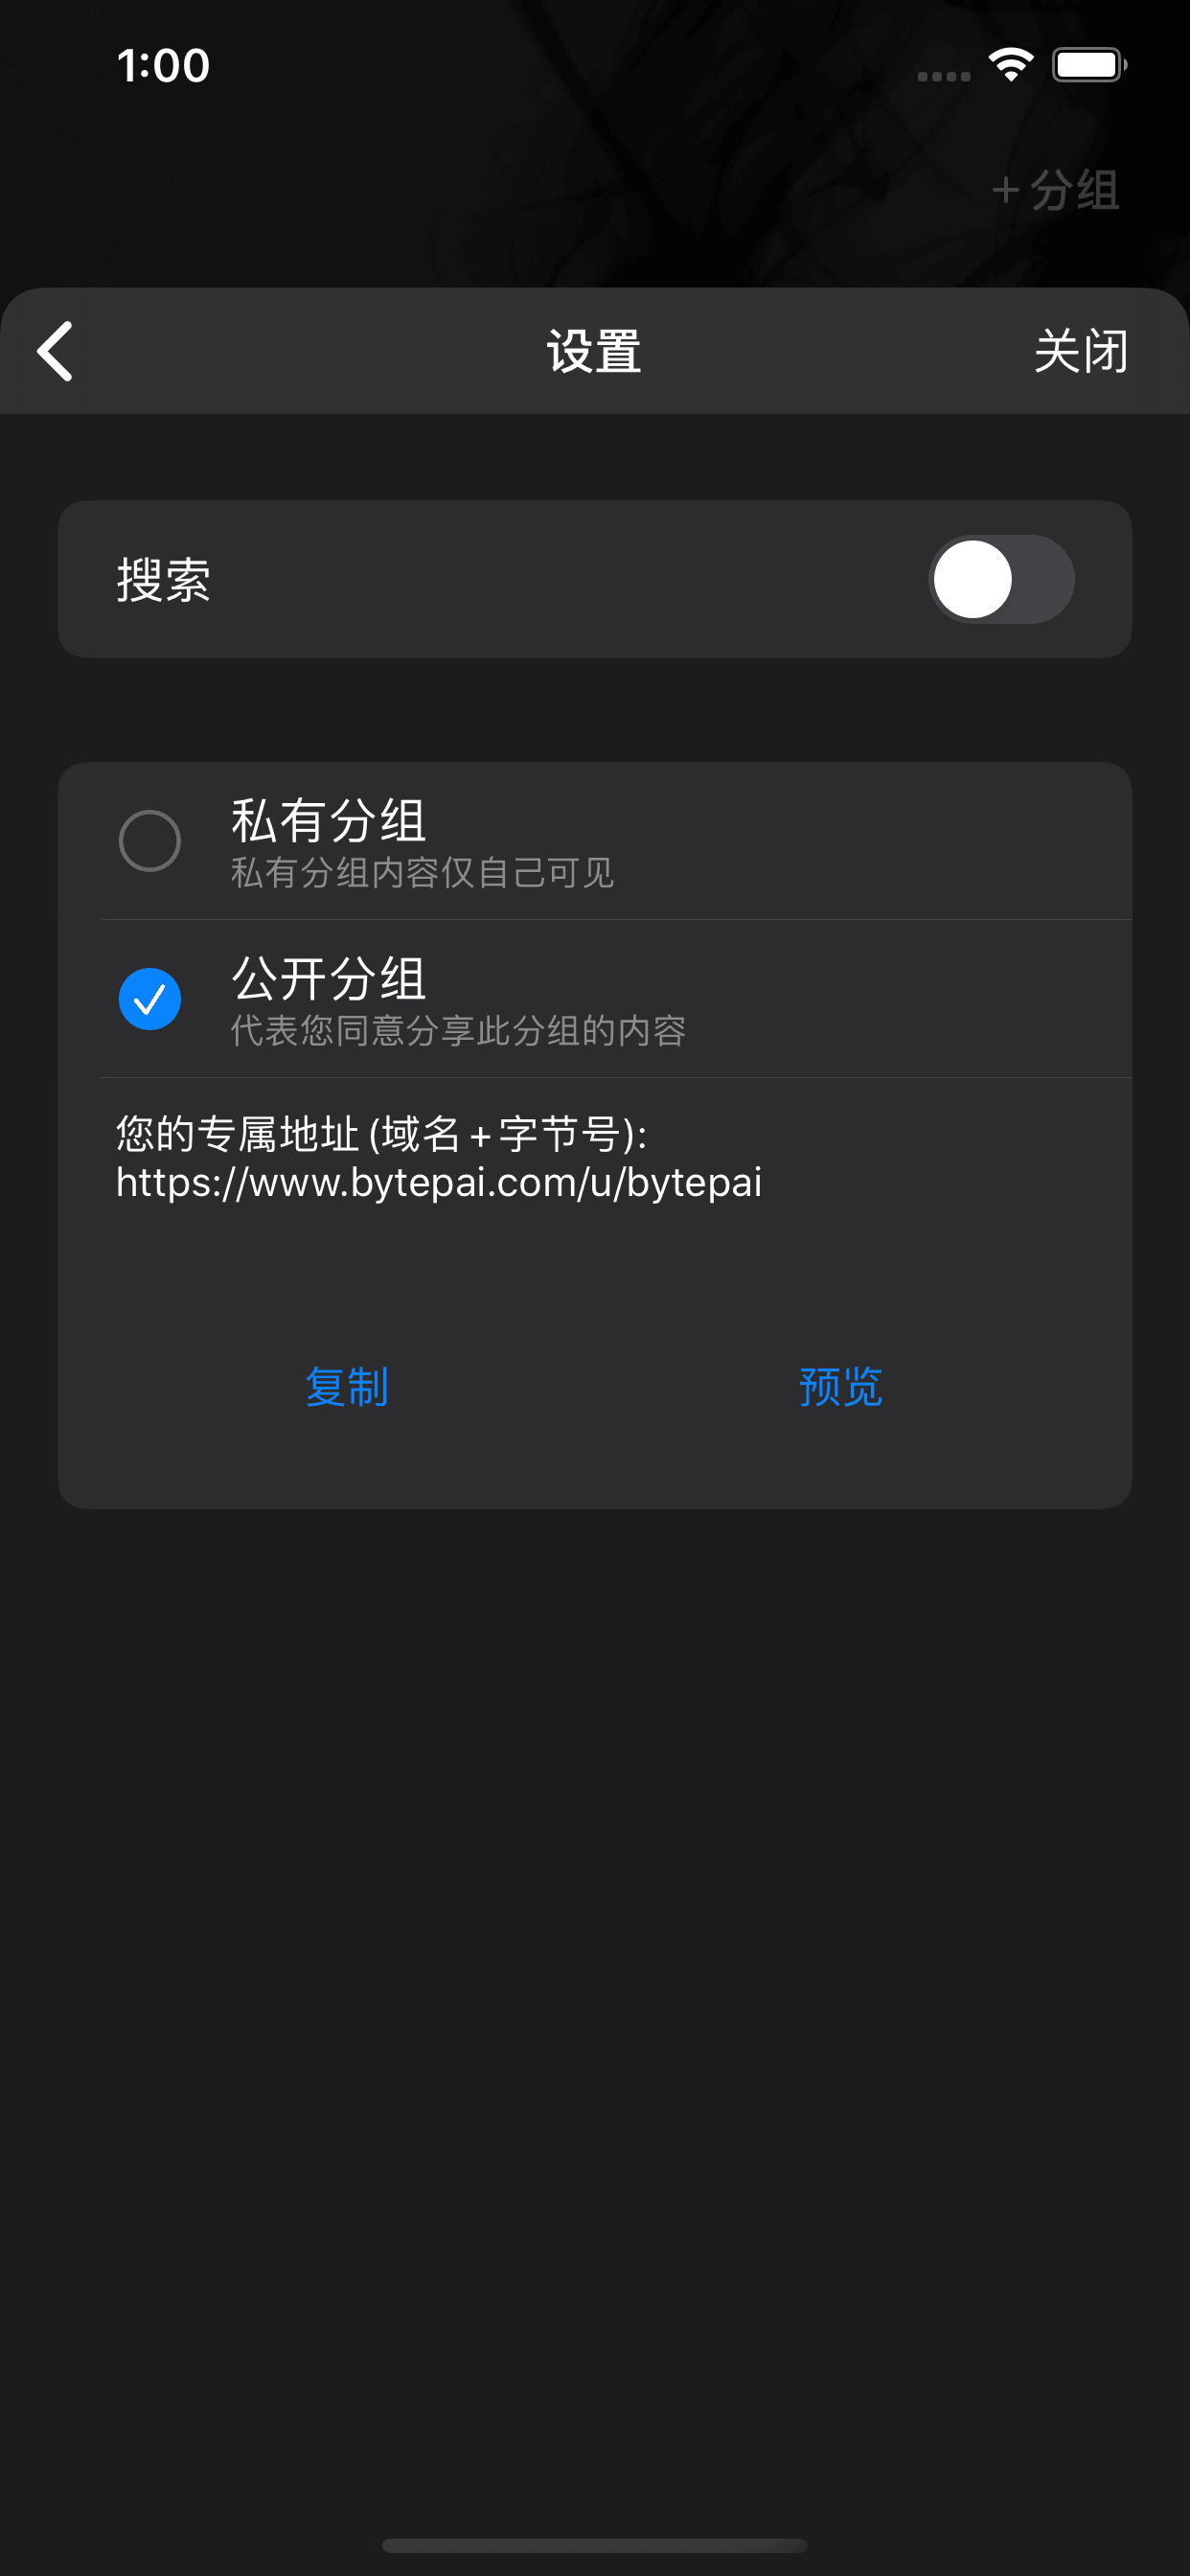 1:00
+分组
设置
关闭
搜索
私有分组
私有分组内容仅自己可见
公开分组
代表您同意分享此分组的内容
您的专属地址 (域名+字节号):
https://www.bytepai.com/u/bytepai
复制
预览